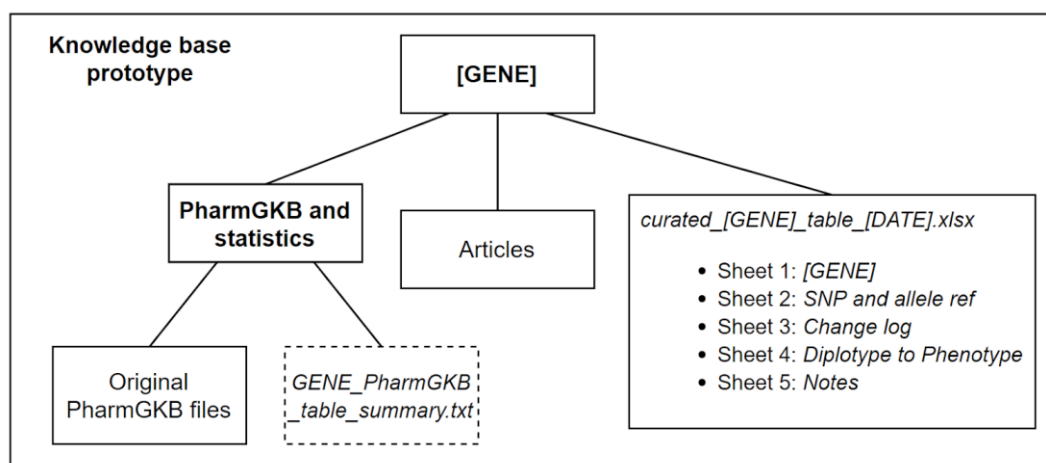 Knowledge base
prototype
[GENE]
PharmGKB and
statistics
Articles
curated_[GENE]_table_[DATE].xlsx
• Sheet 1: [GENE]
• Sheet 2: SNP and allele ref
• Sheet 3: Change log
• Sheet 4: Diplotype to Phenotype
• Sheet 5: Notes
Original
PharmGKB files
GENE_PharmGKB
_table_summary.txt